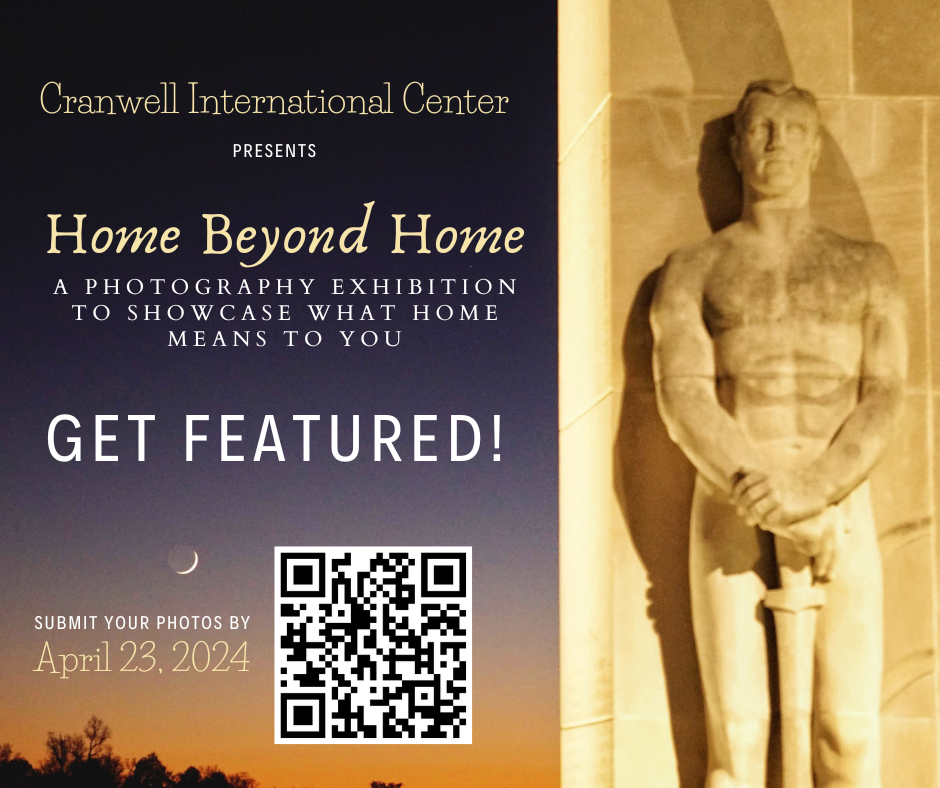 Cranwell International Center
PRESENTS
Home Beyond Home
A PHOTOGRAPHY EXHIBITION
TO SHOWCASE WHAT HOME
MEANS TO YOU
GET FEATURED!
SUBMIT YOUR PHOTOS BY
April 23, 2024